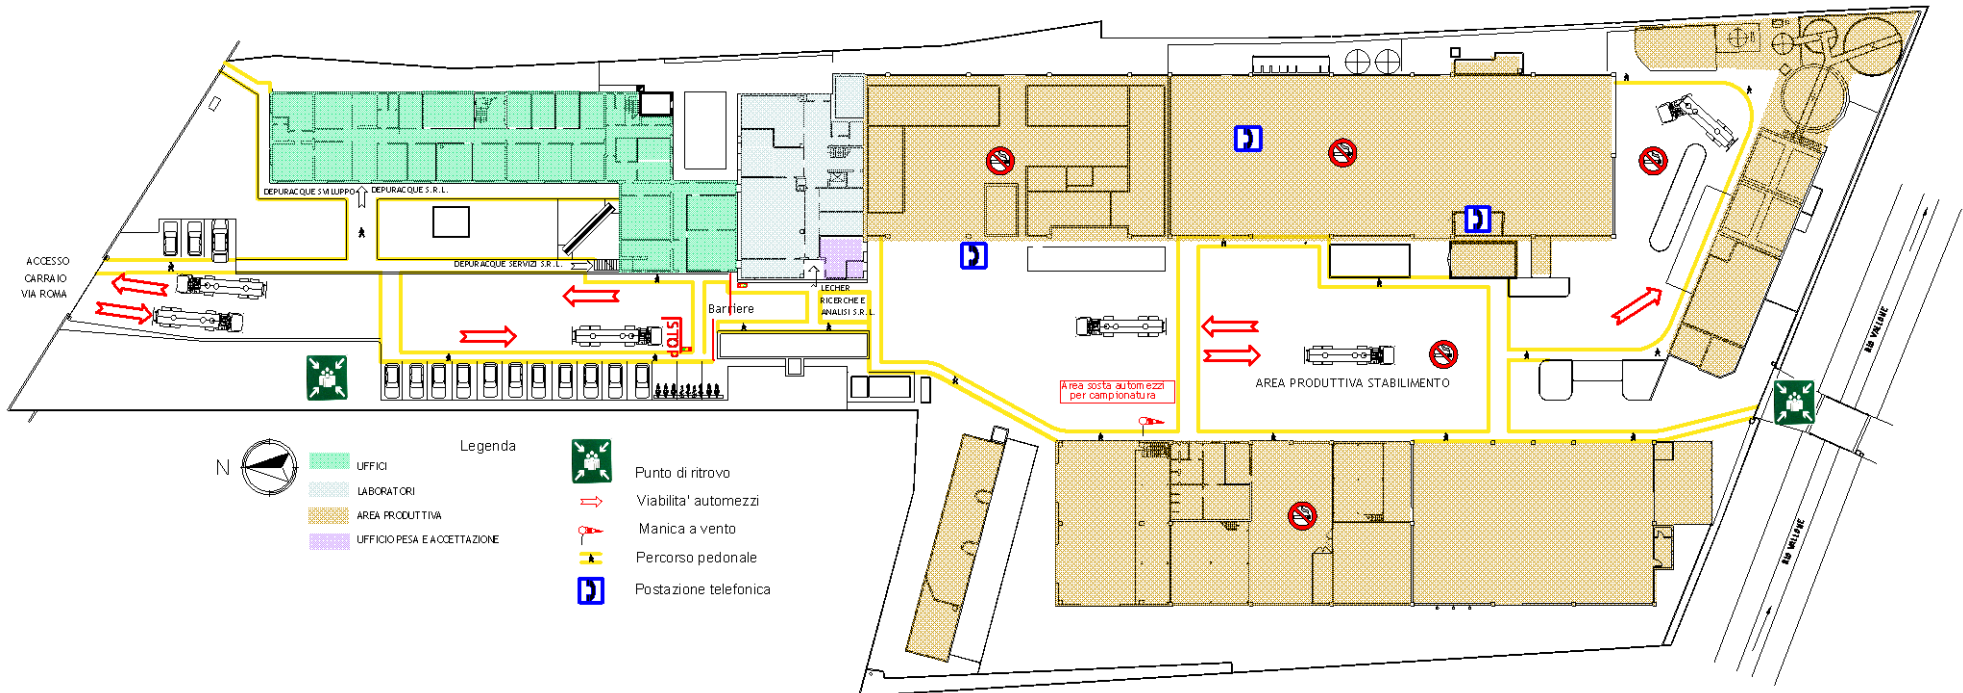 DEPURACQUE SVILUPPO
DEPURACQUE S.R.L.
ACCESSO
CARRAIO
VIA ROMA
DEPURACQUE SERVIZI S.R.L.
LECHER
RICERCHE E
ANALISI S.R.L.
Barriere
STOP
Area sosta automezzi
per campionatura
AREA PRODUTTIVA STABILIMENTO
RIO VALLONE
RIO VALLONE
N
Legenda
UFFICI
LABORATORI
AREA PRODUTTIVA
UFFICIO PESA E ACCETTAZIONE
Punto di ritrovo
Viabilita' automezzi
Manica a vento
Percorso pedonale
Postazione telefonica